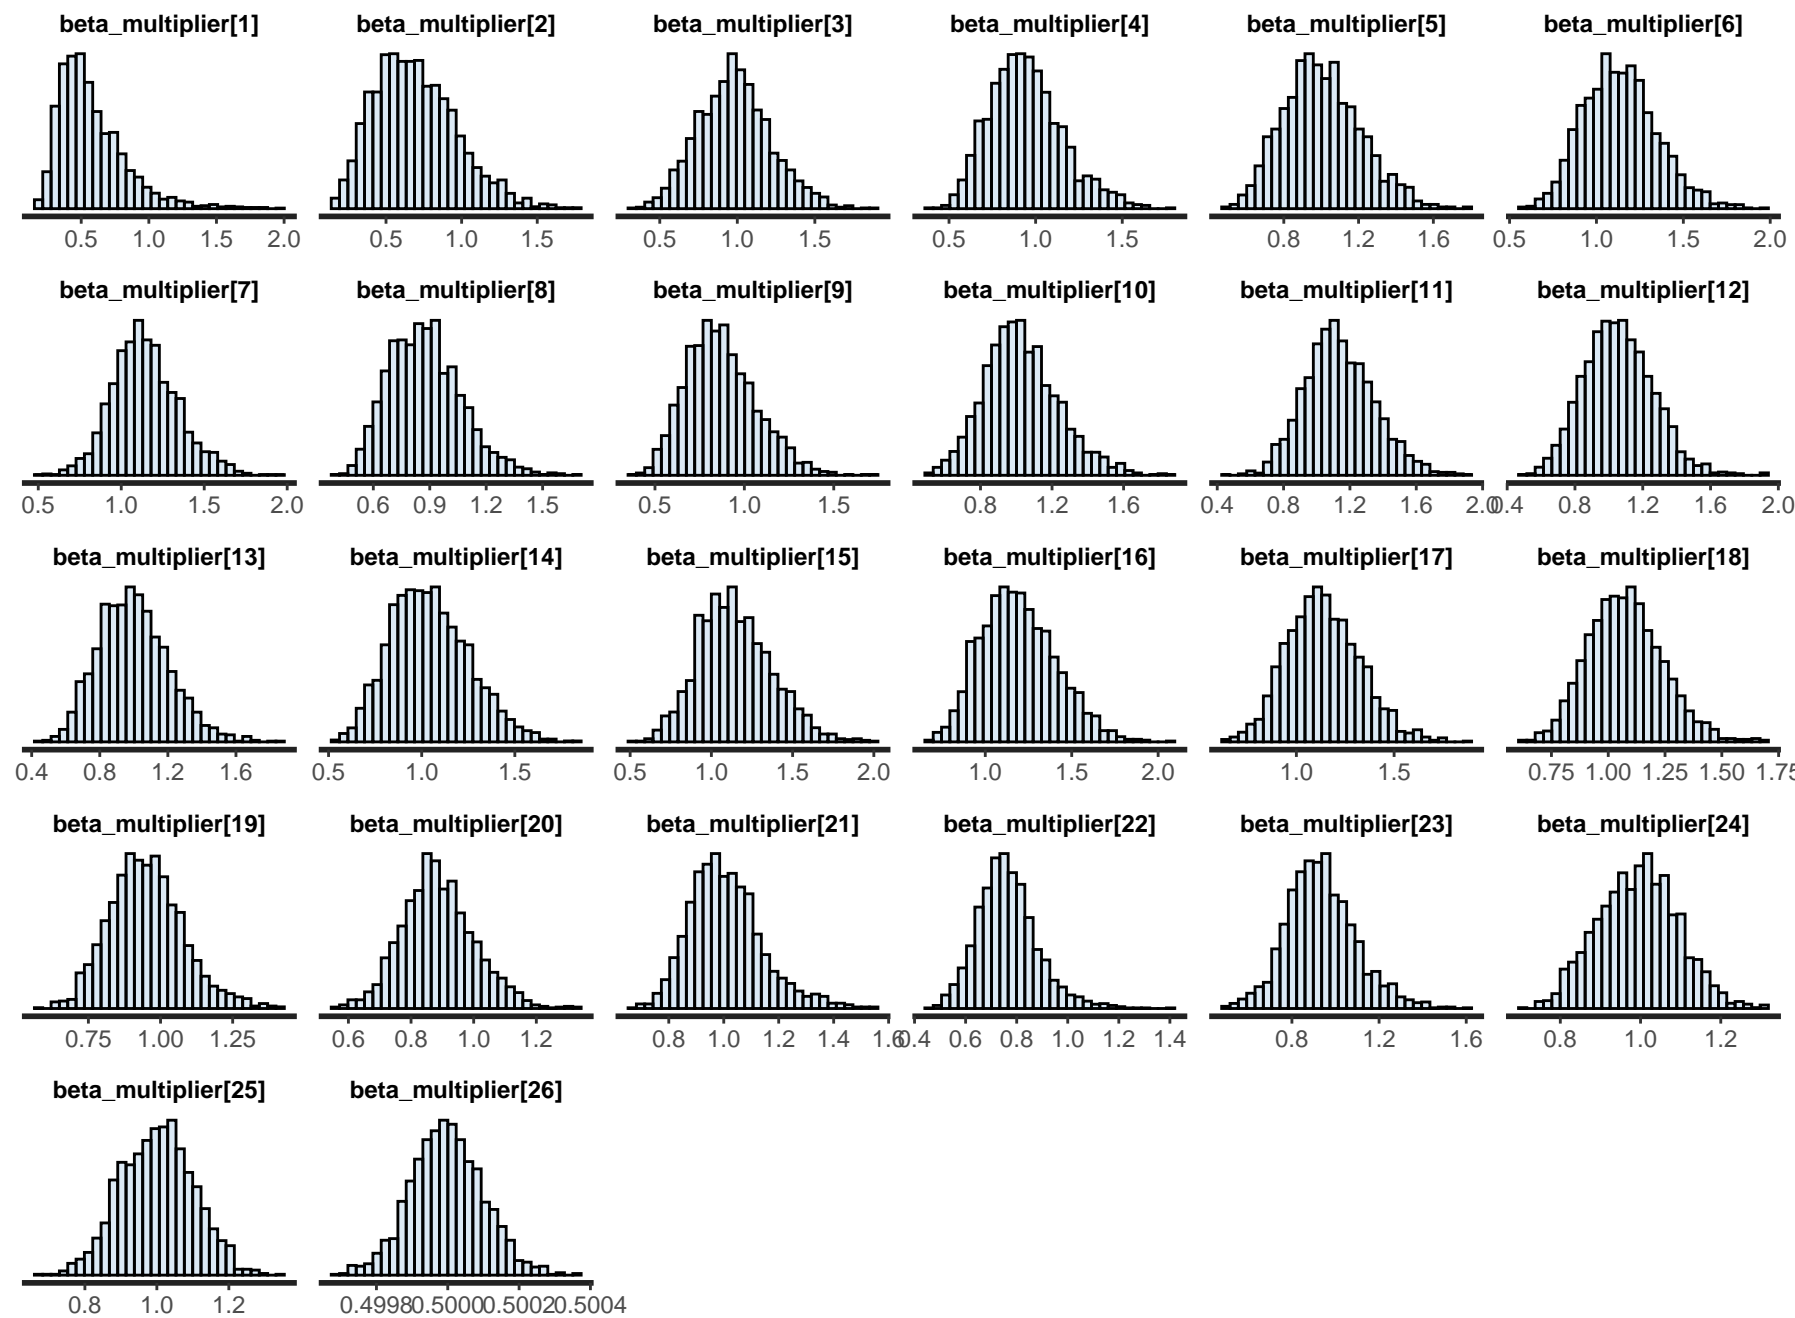 beta_multiplier[1] beta_multiplier[2] beta_multiplier[3] beta_multiplier[4] beta_multiplier[5] beta_multiplier[6]
0.5 1.0 1.5 2.0 0.5 1.0 1.5 0.5 1.0 1.5 0.5 1.0 1.5 0.8 1.2 1.6 0.5 1.0 1.5 2.0
beta_multiplier[7] beta_multiplier[8] beta_multiplier[9] beta_multiplier[10] beta_multiplier[11] beta_multiplier[12]
0.5 1.0 1.5 2.0 0.6 0.9 1.2 1.5 0.5 1.0 1.5 0.8 1.2 1.6 0.4 0.8 1.2 1.6 2.0 0.4 0.8 1.2 1.6 2.0
beta_multiplier[13] beta_multiplier[14] beta_multiplier[15] beta_multiplier[16] beta_multiplier[17] beta_multiplier[18]
0.4 0.8 1.2 1.6 0.5 1.0 1.5 0.5 1.0 1.5 2.0 1.0 1.5 2.0 1.0 1.5 0.75 1.00 1.25 1.50 1.75
beta_multiplier[19] beta_multiplier[20] beta_multiplier[21] beta_multiplier[22] beta_multiplier[23] beta_multiplier[24]
0.75 1.00 1.25 0.6 0.8 1.0 1.2 0.8 1.0 1.2 1.4 1.6 0.4 0.6 0.8 1.0 1.2 1.4 0.8 1.2 1.6 0.8 1.0 1.2
beta_multiplier[25] beta_multiplier[26]
0.8 1.0 1.2 0.4998 0.5000 0.5002 0.5004